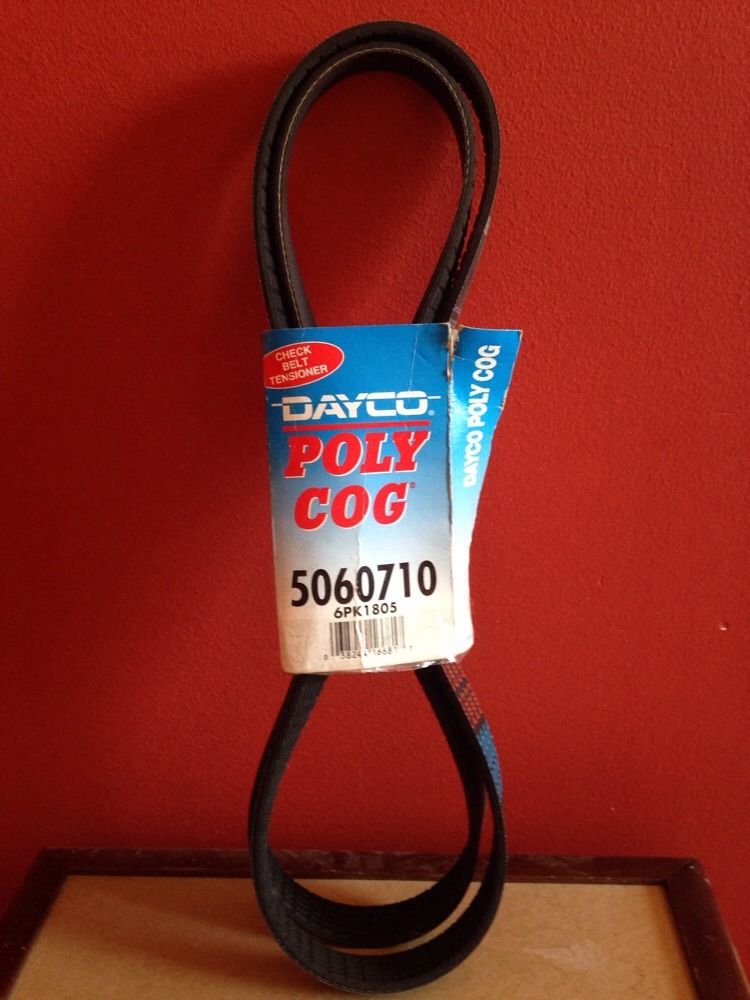 CHECK
BELT
TENSIONER
DAYCO®
POLY
COG®
5060710
6PK1805
DAYCO POLY COG